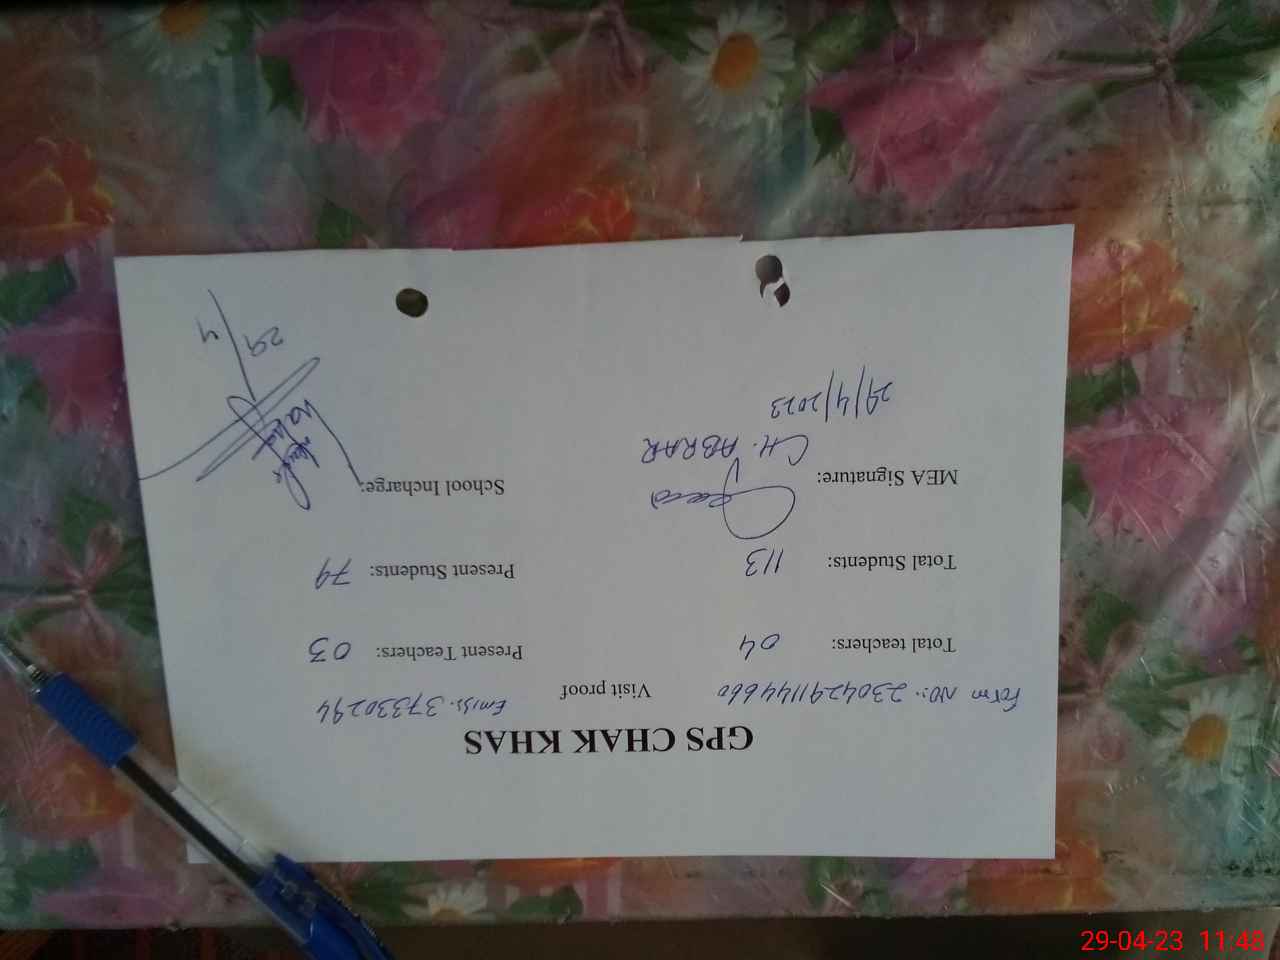 GPS CHAK KHAS
Form NO:. 2304291144660 Visit proof Emis. 37330294
Total teachers: 04 Present Teachers: 03
Total Students: 113 Present Students: 79
MEA Signature: School Incharge:
CH. ABRAR
29/4/2023
29/4
29-04-23 11:48